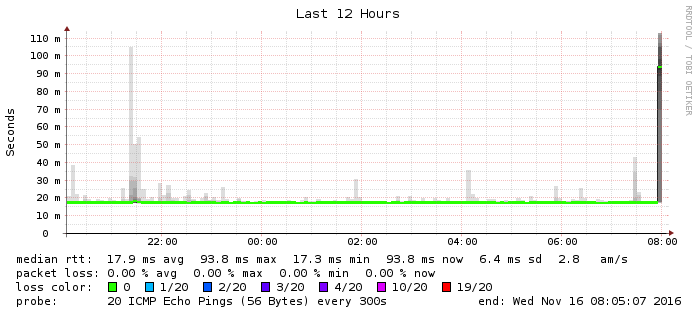 Last 12 Hours
RRDTOOL / TOBI OETIKER
Seconds
110 m
100 m
90 m
80 m
70 m
60 m
50 m
40 m
30 m
20 m
10 m
0
22:00 00:00 02:00 04:00 06:00 08:00
median rtt: 17.9 ms avg 93.8 ms max 17.3 ms min 93.8 ms now 6.4 ms sd 2.8 am/s
packet loss: 0.00 % avg 0.00 % max 0.00 % min 0.00 % now
loss color: 0 1/20 2/20 3/20 4/20 10/20 19/20
probe: 20 ICMP Echo Pings (56 Bytes) every 300s end: Wed Nov 16 08:05:07 2016